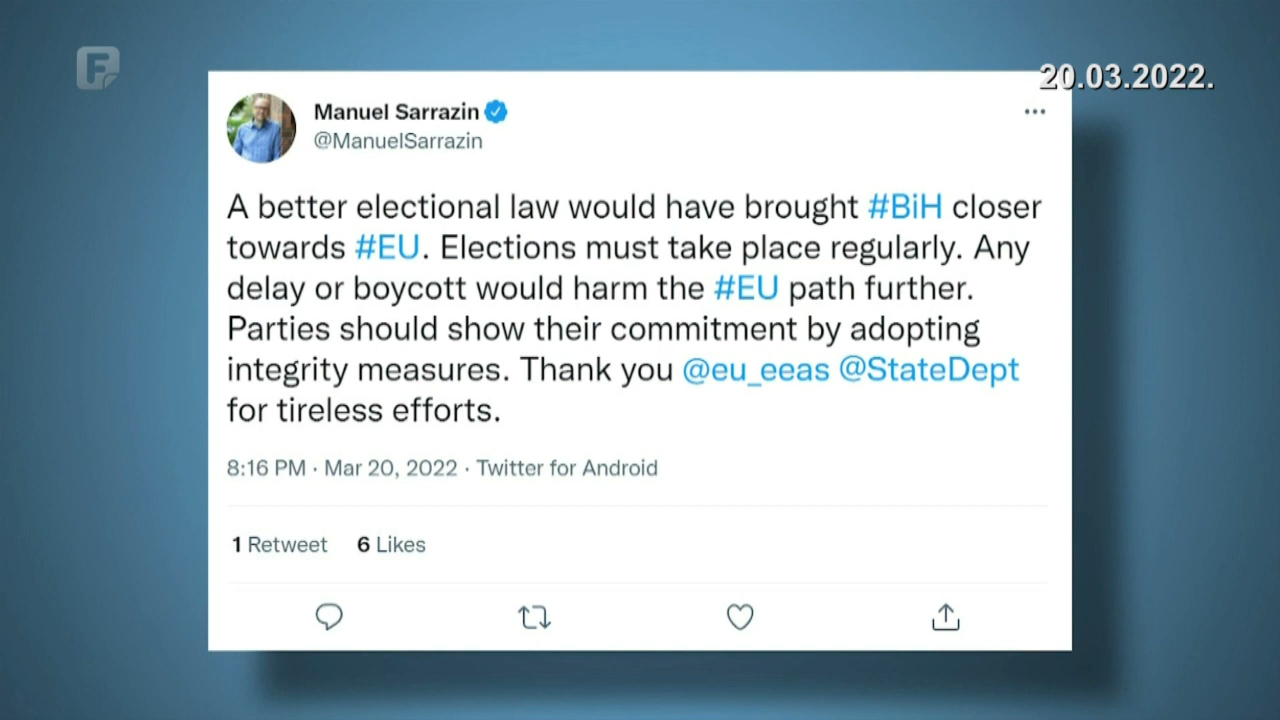 F
20.03.2022.
Manuel Sarrazin
@ManuelSarrazin
A better electional law would have brought #BiH closer
towards #EU. Elections must take place regularly. Any
delay or boycott would harm the #EU path further.
Parties should show their commitment by adopting
integrity measures. Thank you @eu_eeas @StateDept
for tireless efforts.
8:16 PM · Mar 20, 2022 · Twitter for Android
1 Retweet 6 Likes